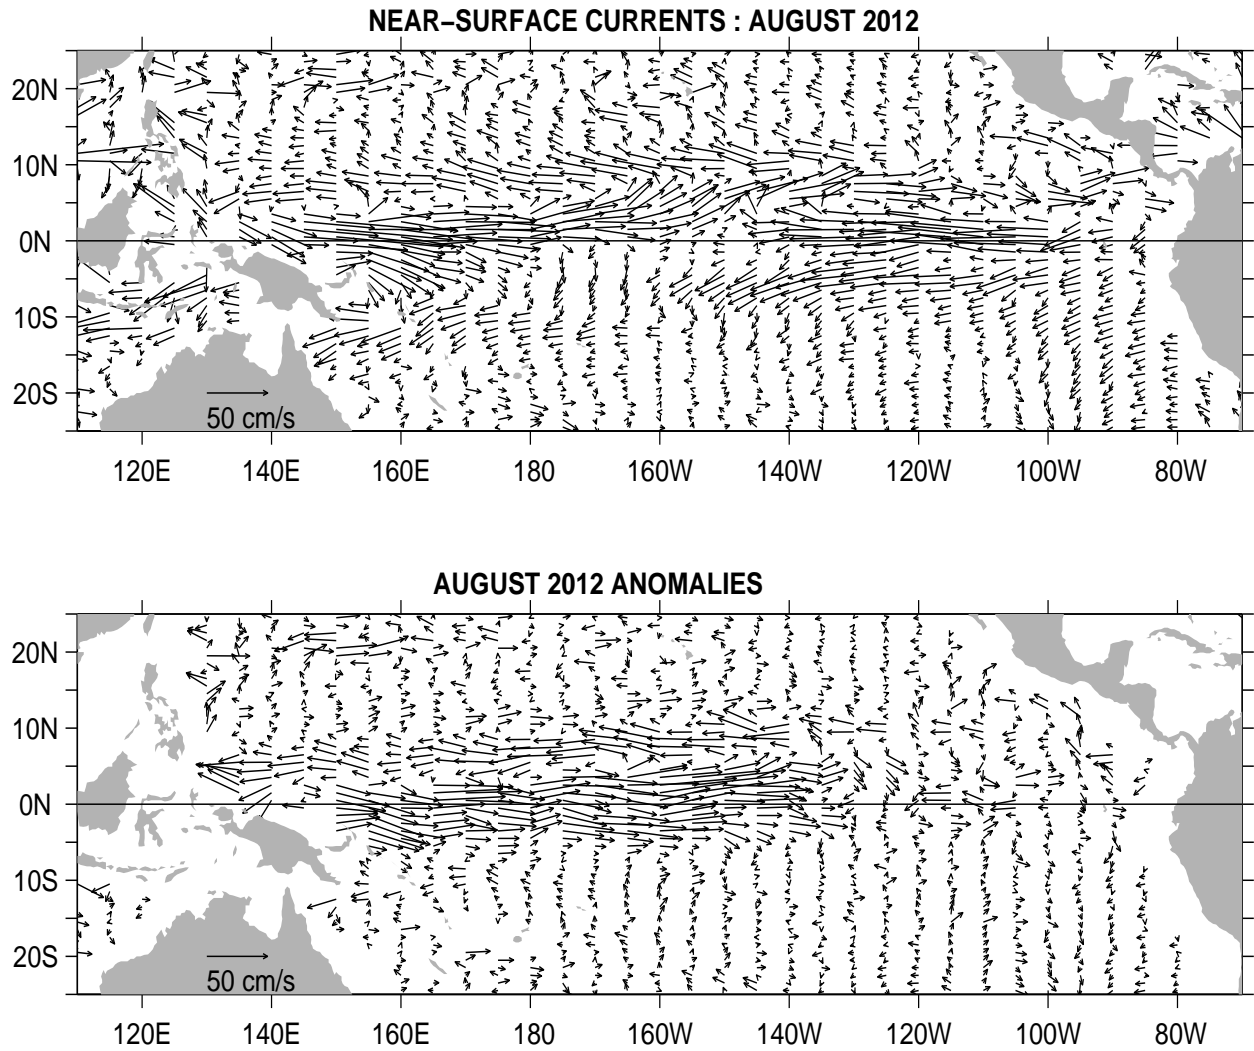 NEAR−SURFACE CURRENTS : AUGUST 2012
20N
10N
0N
10S
20S
50 cm/s
120E 140E 160E 180 160W 140W 120W 100W 80W
AUGUST 2012 ANOMALIES
20N
10N
0N
10S
20S
50 cm/s
120E 140E 160E 180 160W 140W 120W 100W 80W